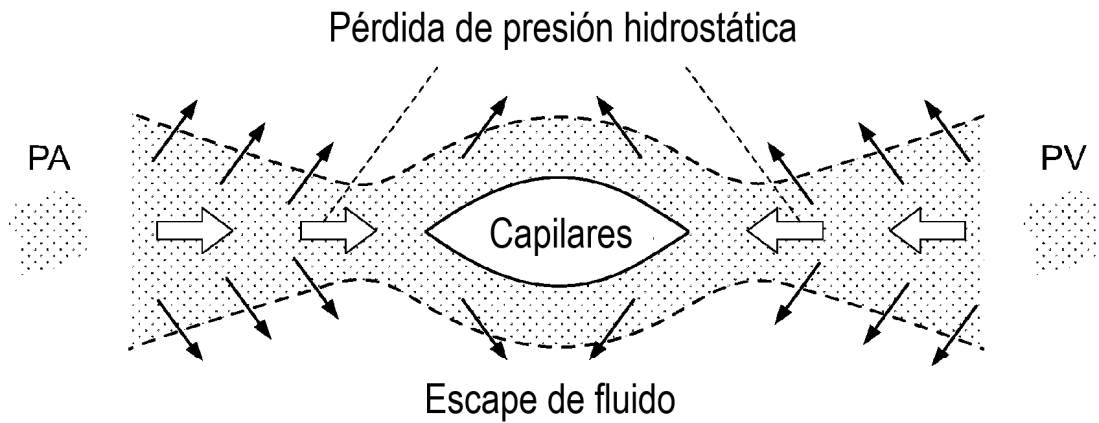 Pérdida de presión hidrostática
PA
PV
Capilares
Escape de fluido